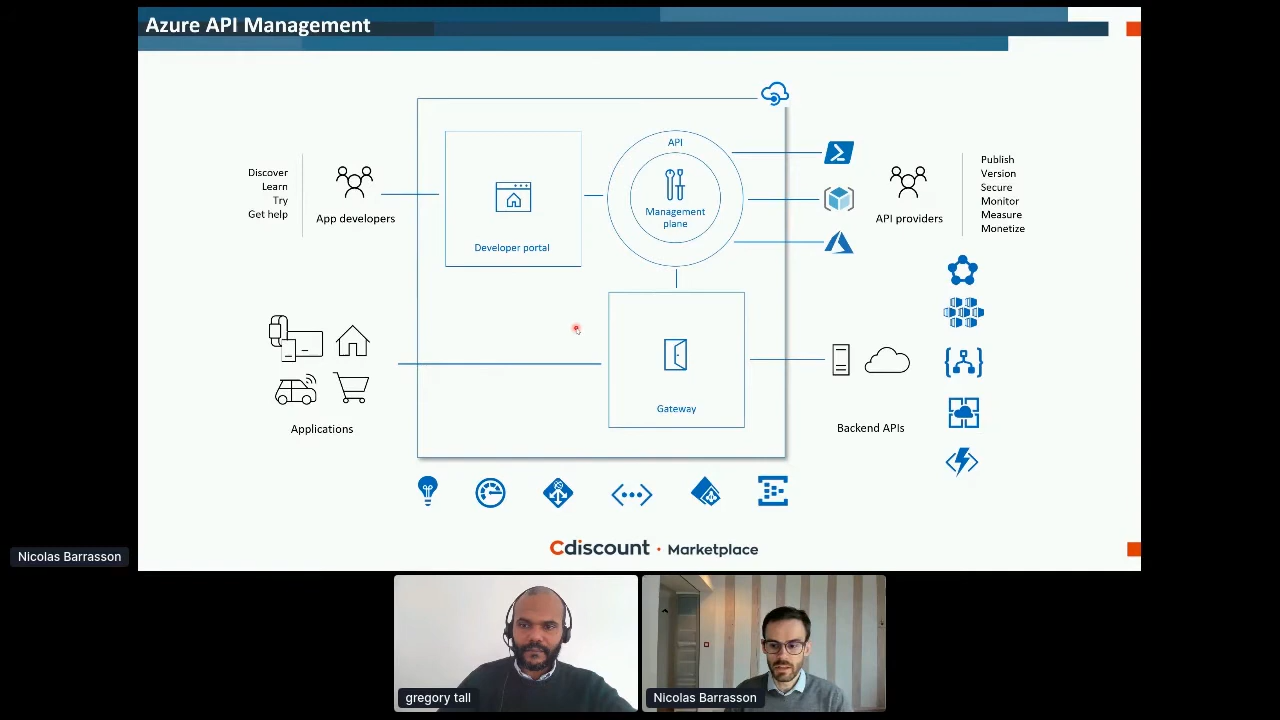 Azure API Management
Discover
Learn
Try
Get help
App developers
Developer portal
API
Management
plane
API providers
Publish
Version
Secure
Monitor
Measure
Monetize
Applications
Gateway
Backend APIs
Cdiscount · Marketplace
Nicolas Barrasson
gregory tall
Nicolas Barrasson